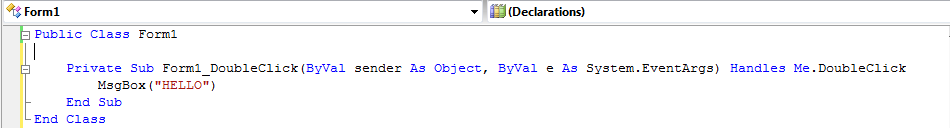 Form1 (Declarations)
Public Class Form1
Private Sub Form1_DoubleClick(ByVal sender As Object, ByVal e As System.EventArgs) Handles Me.DoubleClick
MsgBox("HELLO")
End Sub
End Class